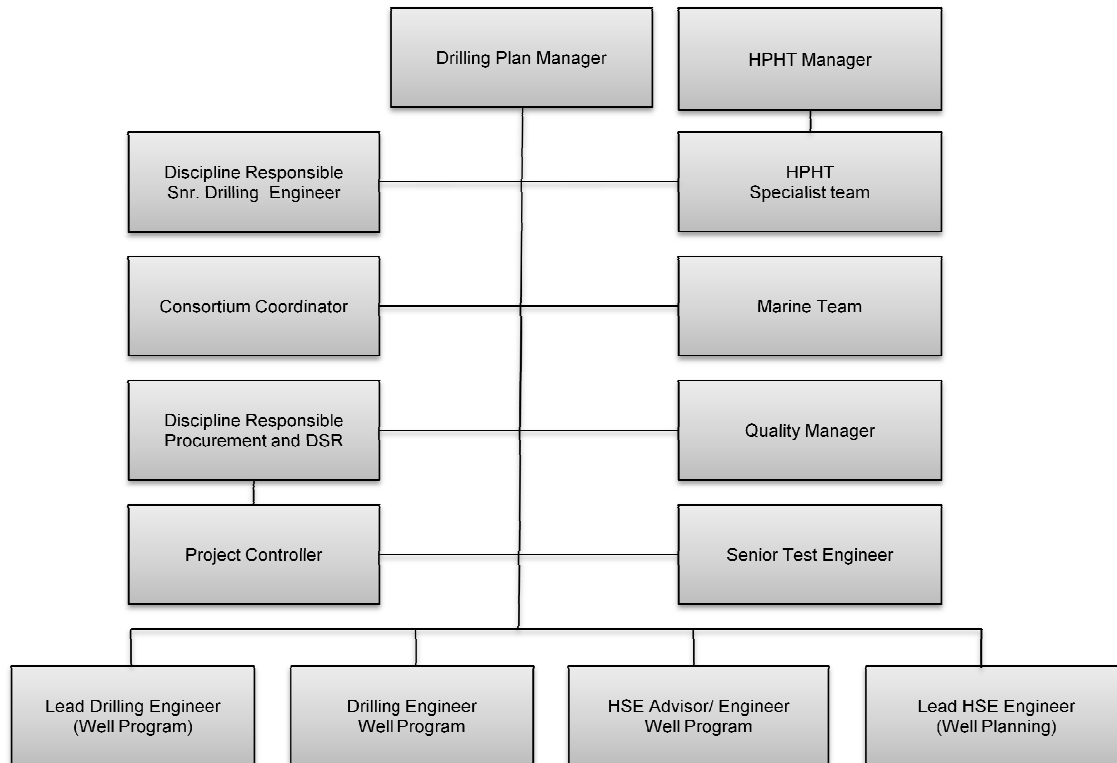 Drilling Plan Manager
HPHT Manager
Discipline Responsible
Snr. Drilling Engineer
HPHT
Specialist team
Consortium Coordinator
Marine Team
Discipline Responsible
Procurement and DSR
Quality Manager
Project Controller
Senior Test Engineer
Lead Drilling Engineer
(Well Program)
Drilling Engineer
Well Program
HSE Advisor/ Engineer
Well Program
Lead HSE Engineer
(Well Planning)